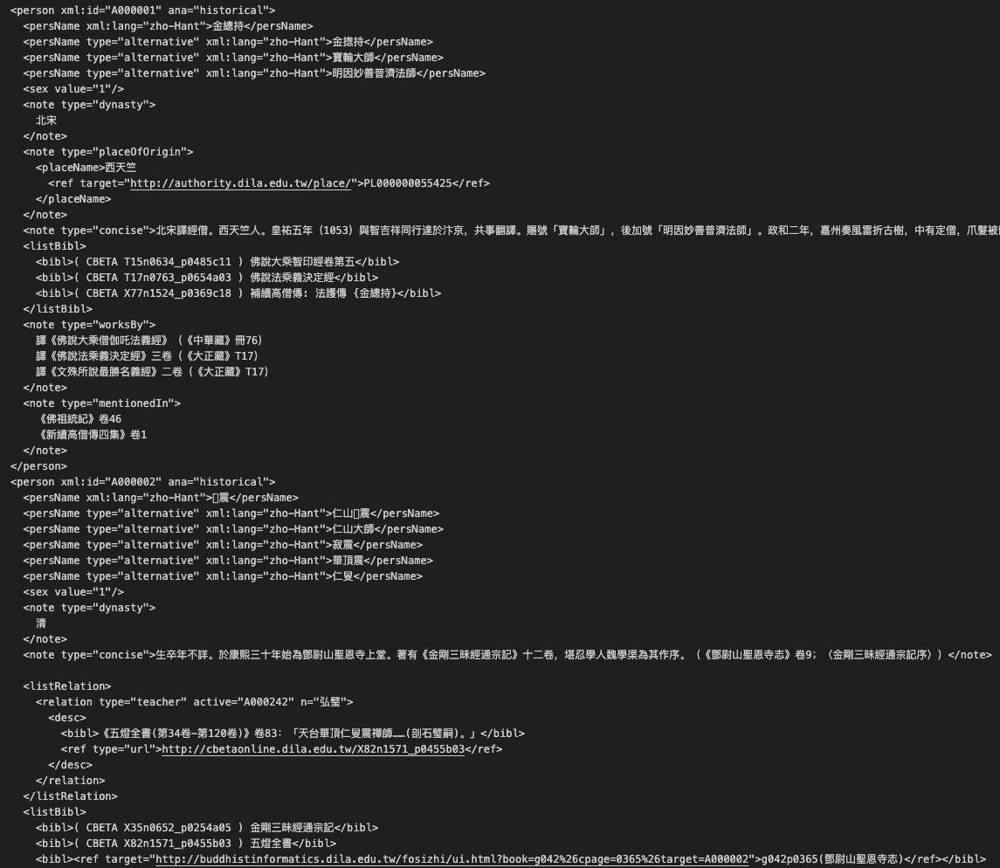 <person xml:id="A000001" ana="historical">
<persName xml:lang="zho-Hant">金總持</persName>
<persName type="alternative" xml:lang="zho-Hant">金摠持</persName>
<persName type="alternative" xml:lang="zho-Hant">寶輪大師</persName>
<persName type="alternative" xml:lang="zho-Hant">明因妙善普濟法師</persName>
<sex value="1"/>
<note type="dynasty">
北宋
</note>
<note type="placeOfOrigin">
<placeName>西天竺
<ref target="http://authority.dila.edu.tw/place/">PL000000055425</ref>
</placeName>
</note>
<note type="concise">北宋譯經僧。西天竺人。皇祐五年（1053）與智吉祥同行達於汴京，共事翻譯。賜號「寶輪大師」，後加號「明因妙善普濟法師」。政和二年，嘉州奏風雷折古樹，中有定僧，爪髮被
<listBibl>
<bibl>( CBETA T15n0634_p0485c11 ) 佛說大乘智印經卷第五</bibl>
<bibl>( CBETA T17n0763_p0654a03 ) 佛說法乘義決定經</bibl>
<bibl>( CBETA X77n1524_p0369c18 ) 補續高僧傳: 法護傳 {金總持}</bibl>
</listBibl>
<note type="worksBy">
譯《佛說大乘僧伽吒法義經》（《中華藏》冊76）
譯《佛說法乘義決定經》三卷（《大正藏》T17）
譯《文殊所說最勝名義經》二卷（《大正藏》T17）
</note>
<note type="mentionedIn">
《佛祖統紀》卷46
《新續高僧傳四集》卷1
</note>
</person>
<person xml:id="A000002" ana="historical">
<persName xml:lang="zho-Hant">震</persName>
<persName type="alternative" xml:lang="zho-Hant">仁山震</persName>
<persName type="alternative" xml:lang="zho-Hant">仁山大師</persName>
<persName type="alternative" xml:lang="zho-Hant">寂震</persName>
<persName type="alternative" xml:lang="zho-Hant">華頂震</persName>
<persName type="alternative" xml:lang="zho-Hant">仁叟</persName>
<sex value="1"/>
<note type="dynasty">
清
</note>
<note type="concise">生卒年不詳。於康熙三十年始為鄧尉山聖恩寺上堂。著有《金剛三昧經通宗記》十二卷，堪忍學人魏學渠為其作序。（《鄧尉山聖恩寺志》卷9；〈金剛三昧經通宗記序〉）</note>
<listRelation>
<relation type="teacher" active="A000242" n="弘璧">
<desc>
<bibl>《五燈全書(第34卷-第120卷)》卷83：「天台華頂仁叟震禪師……(剖石璧嗣)。」</bibl>
<ref type="url">http://cbetaonline.dila.edu.tw/X82n1571_p0455b03</ref>
</desc>
</relation>
</listRelation>
<listBibl>
<bibl>( CBETA X35n0652_p0254a05 ) 金剛三昧經通宗記</bibl>
<bibl>( CBETA X82n1571_p0455b03 ) 五燈全書</bibl>
<bibl><ref target="http://buddhistinformatics.dila.edu.tw/fosizhi/ui.html?book=g042%26cpage=0365%26target=A000002">g042p0365(鄧尉山聖恩寺志)</ref></bibl>